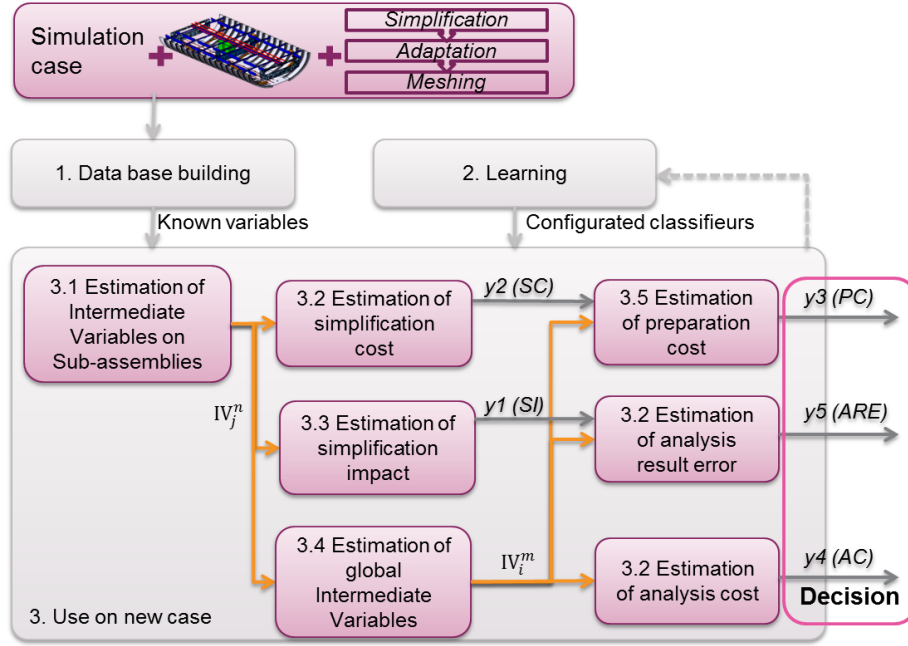 Simulation
case
Simplification
Adaptation
Meshing
1. Data base building
2. Learning
Known variables
Configurated classifieurs
3.1 Estimation of
Intermediate
Variables on
Sub-assemblies
3.2 Estimation of
simplification
cost
y2 (SC)
3.5 Estimation
of preparation
cost
y3 (PC)
IV_j^n
3.3 Estimation of
simplification
impact
y1 (SI)
3.2 Estimation
of analysis
result error
y5 (ARE)
3.4 Estimation of
global
Intermediate
Variables
IV_i^m
3.2 Estimation
of analysis cost
y4 (AC)
Decision
3. Use on new case